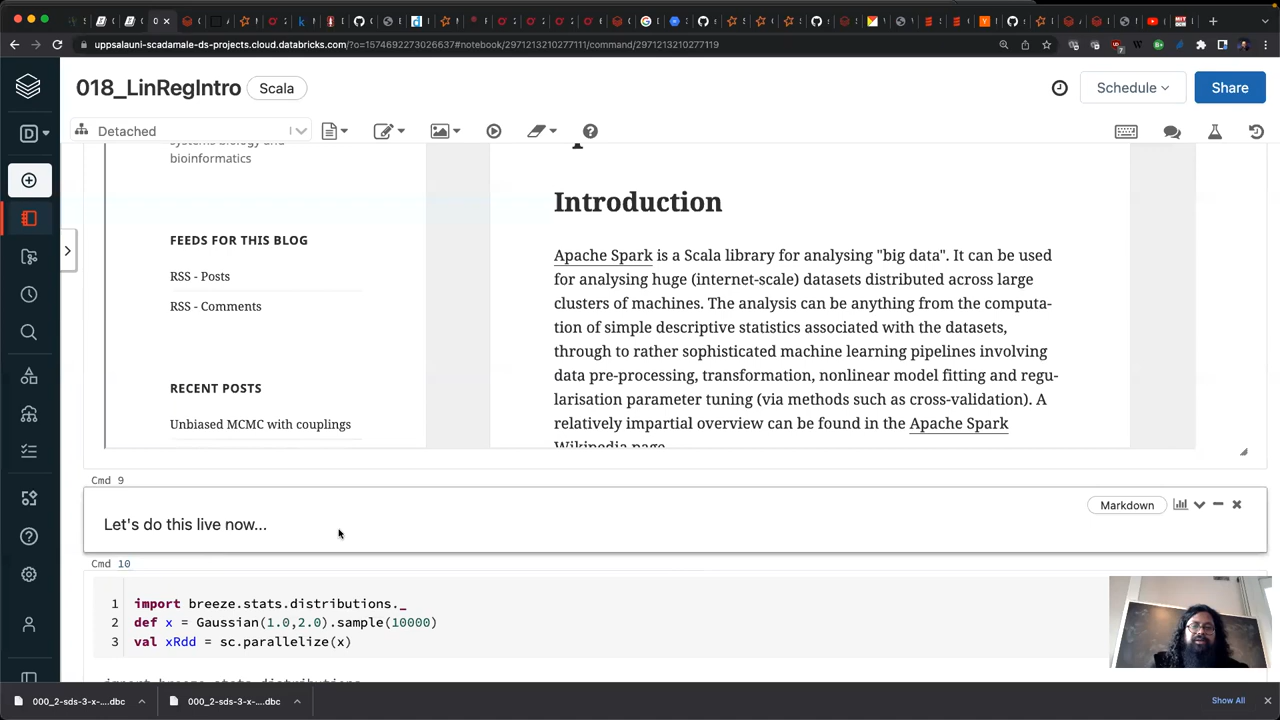 uppsalauni-scadamale-ds-projects.cloud.databricks.com/?o=1574692273026637#notebook/2971213210277111/command/2971213210277119
018_LinRegIntro
Scala
Schedule
Share
Detached
systems biology and
bioinformatics
FEEDS FOR THIS BLOG
RSS - Posts
RSS - Comments
RECENT POSTS
Unbiased MCMC with couplings
Introduction
Apache Spark is a Scala library for analysing "big data". It can be used
for analysing huge (internet-scale) datasets distributed across large
clusters of machines. The analysis can be anything from the computa-
tion of simple descriptive statistics associated with the datasets,
through to rather sophisticated machine learning pipelines involving
data pre-processing, transformation, nonlinear model fitting and regu-
larisation parameter tuning (via methods such as cross-validation). A
relatively impartial overview can be found in the Apache Spark
Wikipedia page
Cmd 9
Markdown
Let's do this live now...
Cmd 10
1 import breeze.stats.distributions._
2 def x = Gaussian(1.0,2.0).sample(10000)
3 val xRdd = sc.parallelize(x)
import breeze.stats.distributions.
000_2-sds-3-x-....dbc
000_2-sds-3-x-....dbc
Show All